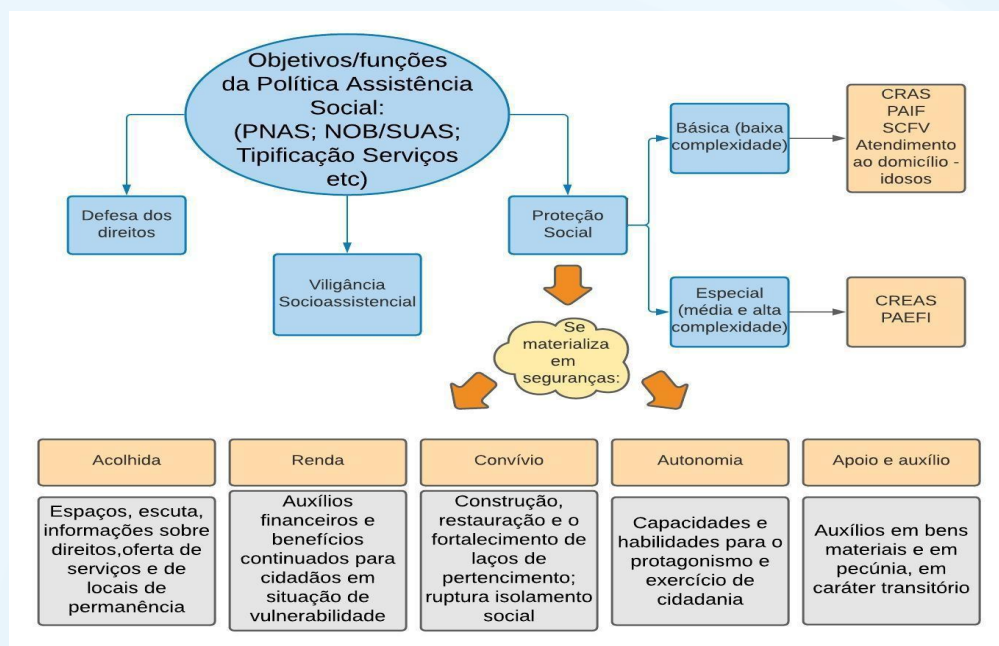 Objetivos/funções
da Política Assistência
Social:
(PNAS; NOB/SUAS;
Tipificação Serviços
etc)
Defesa dos
direitos
Viligância
Socioassistencial
Proteção
Social
Básica (baixa
complexidade)
CRAS
PAIF
SCFV
Atendimento
ao domicílio -
idosos
Especial
(média e alta
complexidade)
CREAS
PAEFI
Se
materializa
em
seguranças:
Acolhida
Espaços, escuta,
informações sobre
direitos,oferta de
serviços e de
locais de
permanência
Renda
Auxílios
financeiros e
benefícios
continuados para
cidadãos em
situação de
vulnerabilidade
Convívio
Construção,
restauração e o
fortalecimento de
laços de
pertencimento;
ruptura isolamento
social
Autonomia
Capacidades e
habilidades para o
protagonismo e
exercício de
cidadania
Apoio e auxílio
Auxílios em bens
materiais e em
pecúnia, em
caráter transitório